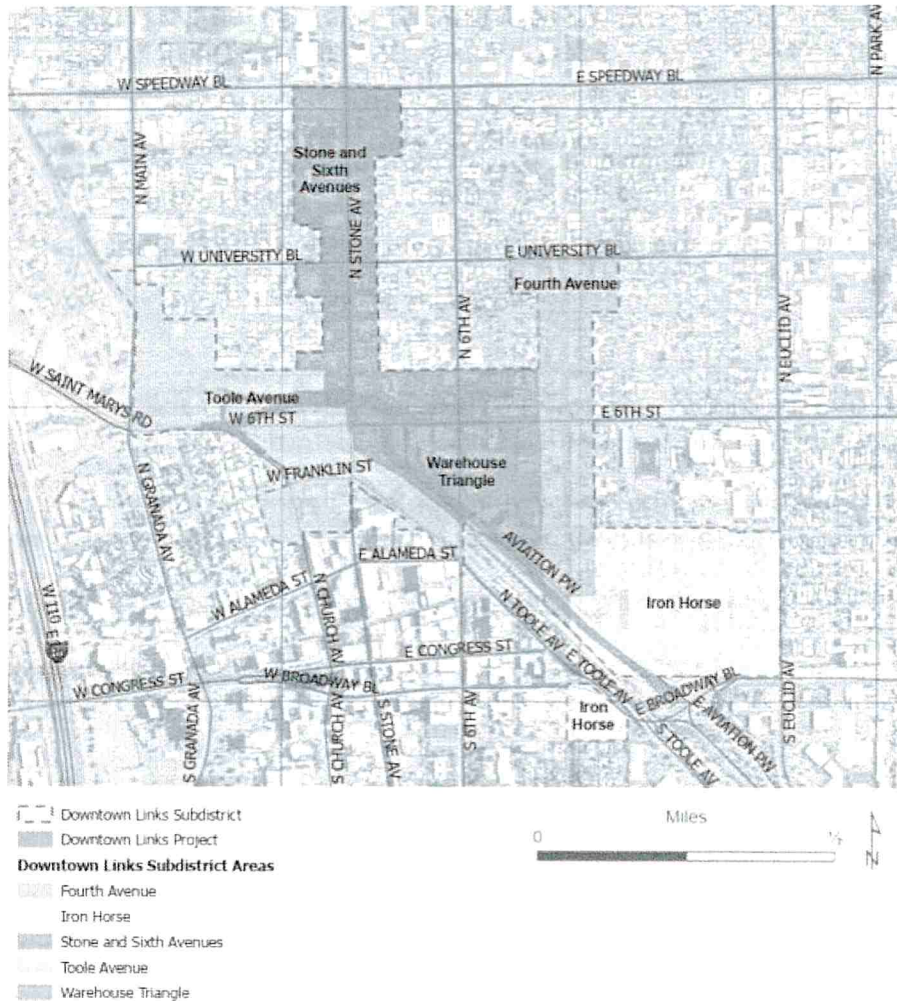 N PARK AV
W SPEEDWAY BL
E SPEEDWAY BL
N MAIN AV
Stone and
Sixth
Avenues
N STONE AV
W UNIVERSITY BL
E UNIVERSITY BL
Fourth Avenue
N 6TH AV
N EUCLID AV
W SAINT MARYS RD
Toole Avenue
W 6TH ST
E 6TH ST
W FRANKLIN ST
Warehouse
Triangle
N GRANADA AV
AVIATION PW
E ALAMEDA ST
W ALAMEDA ST
N CHURCH AV
Iron Horse
N TOOLE AV
E TOOLE AV
W I10 E
E CONGRESS ST
W CONGRESS ST
W BROADWAY BL
E BROADWAY BL
S GRANADA AV
S CHURCH AV
S STONE AV
S 6TH AV
Iron
Horse
S TOOLE AV
E AVIATION PW
S EUCLID AV
Downtown Links Subdistrict
Downtown Links Project
Downtown Links Subdistrict Areas
Fourth Avenue
Iron Horse
Stone and Sixth Avenues
Toole Avenue
Warehouse Triangle
Miles
0
N